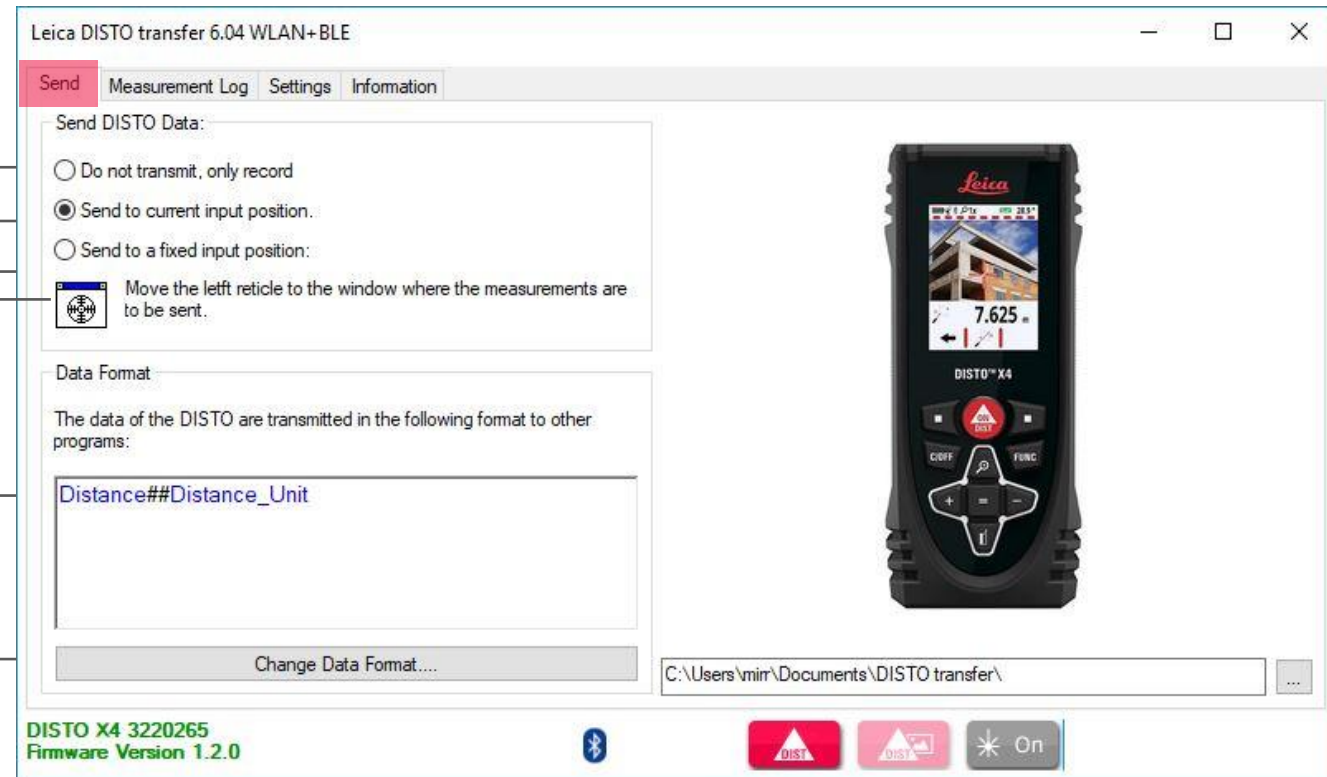 Leica DISTO transfer 6.04 WLAN+BLE
Send Measurement Log Settings Information
Send DISTO Data:
Do not transmit, only record
Send to current input position.
Send to a fixed input position:
Move the letft reticle to the window where the measurements are
to be sent.
Data Format
The data of the DISTO are transmitted in the following format to other
programs:
Distance##Distance_Unit
Change Data Format....
Leica
7.625 m
DISTO™ X4
ON
DIST
C/OFF
FUNC
C:\Users\mirr\Documents\DISTO transfer\
...
DISTO X4 3220265
Firmware Version 1.2.0
DIST
DIST
On